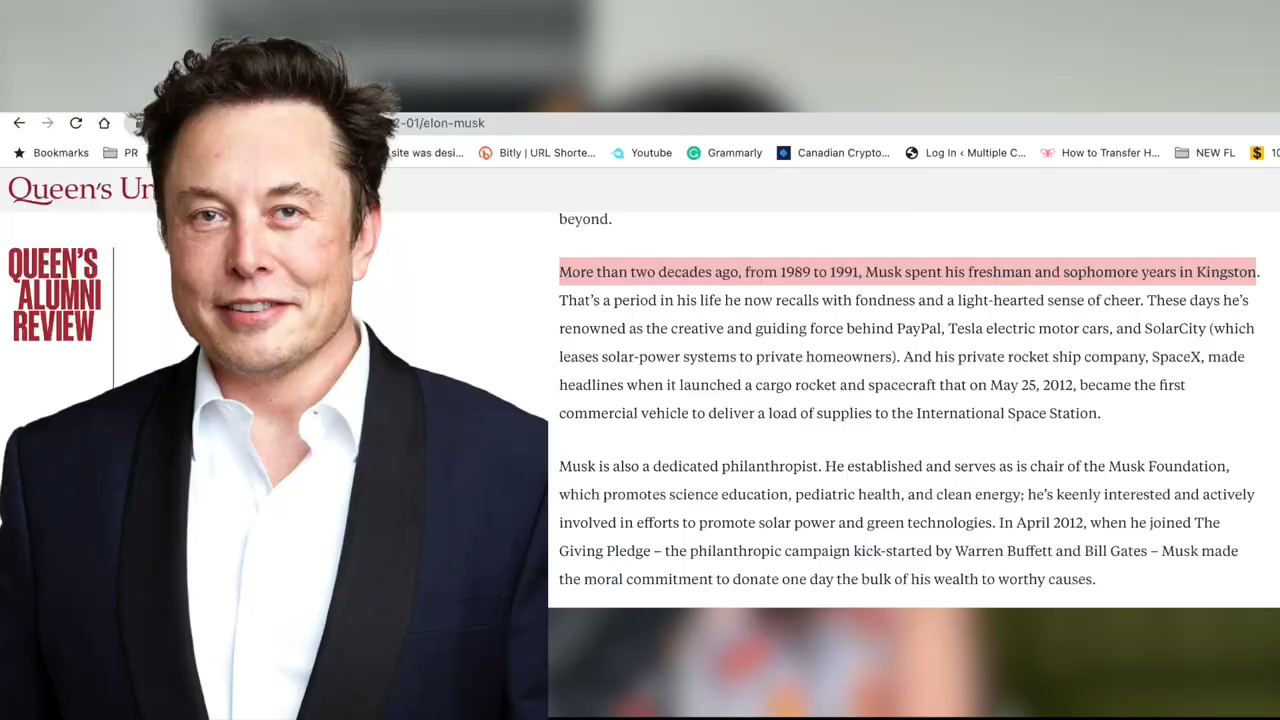 2-01/elon-musk
Bookmarks PR site was desi... Bitly | URL Shorte... Youtube Grammarly Canadian Crypto... Log In ‹ Multiple C... How to Transfer H... NEW FL 10
Queen's Un
QUEEN'S
ALUMNI
REVIEW
beyond.
More than two decades ago, from 1989 to 1991, Musk spent his freshman and sophomore years in Kingston.
That's a period in his life he now recalls with fondness and a light-hearted sense of cheer. These days he's
renowned as the creative and guiding force behind PayPal, Tesla electric motor cars, and SolarCity (which
leases solar-power systems to private homeowners). And his private rocket ship company, SpaceX, made
headlines when it launched a cargo rocket and spacecraft that on May 25, 2012, became the first
commercial vehicle to deliver a load of supplies to the International Space Station.
Musk is also a dedicated philanthropist. He established and serves as is chair of the Musk Foundation,
which promotes science education, pediatric health, and clean energy; he's keenly interested and actively
involved in efforts to promote solar power and green technologies. In April 2012, when he joined The
Giving Pledge – the philanthropic campaign kick-started by Warren Buffett and Bill Gates – Musk made
the moral commitment to donate one day the bulk of his wealth to worthy causes.